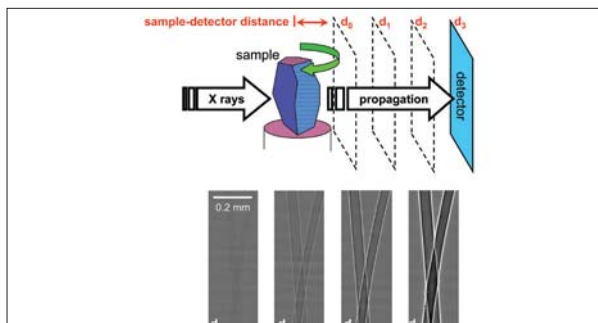 sample-detector distance
d₀ d₁ d₂ d₃
sample
X rays
propagation
detector
0.2 mm